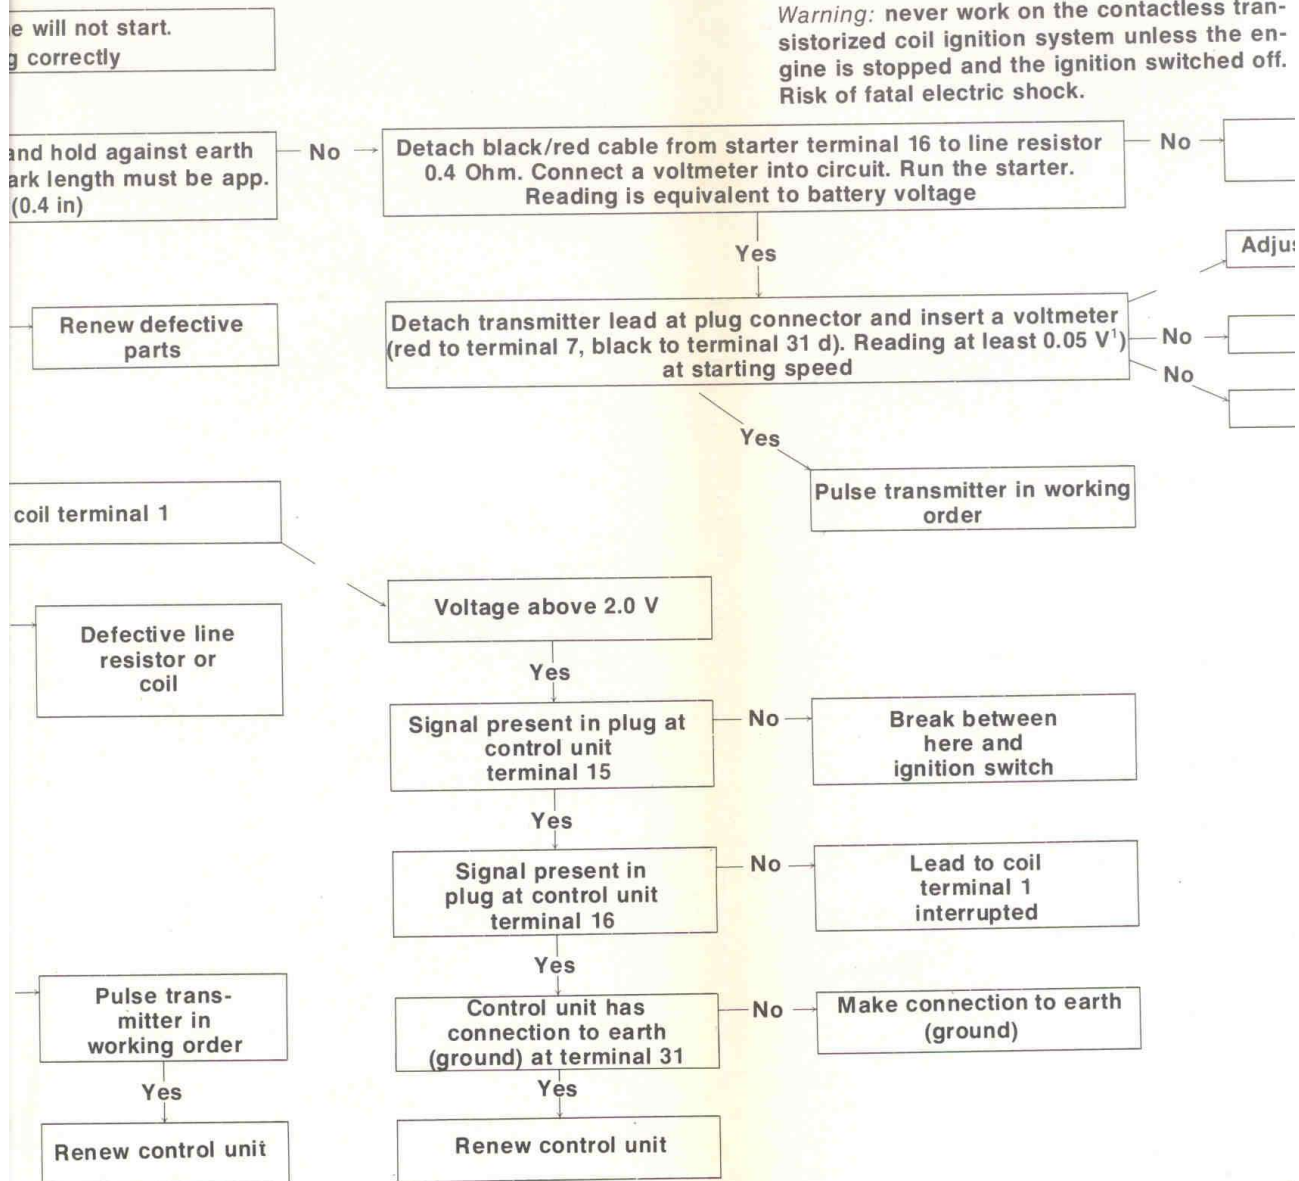 e will not start.
g correctly
Warning: never work on the contactless tran-
sistorized coil ignition system unless the en-
gine is stopped and the ignition switched off.
Risk of fatal electric shock.
and hold against earth
ark length must be app.
(0.4 in)
No
Detach black/red cable from starter terminal 16 to line resistor
0.4 Ohm. Connect a voltmeter into circuit. Run the starter.
Reading is equivalent to battery voltage
No
Yes
Adjus
Renew defective
parts
Detach transmitter lead at plug connector and insert a voltmeter
(red to terminal 7, black to terminal 31 d). Reading at least 0.05 V¹)
at starting speed
No
No
Yes
Pulse transmitter in working
order
coil terminal 1
Voltage above 2.0 V
Defective line
resistor or
coil
Yes
Signal present in plug at
control unit
terminal 15
No
Break between
here and
ignition switch
Yes
Signal present in
plug at control unit
terminal 16
No
Lead to coil
terminal 1
interrupted
Yes
Pulse trans-
mitter in
working order
Control unit has
connection to earth
(ground) at terminal 31
No
Make connection to earth
(ground)
Yes
Yes
Renew control unit
Renew control unit